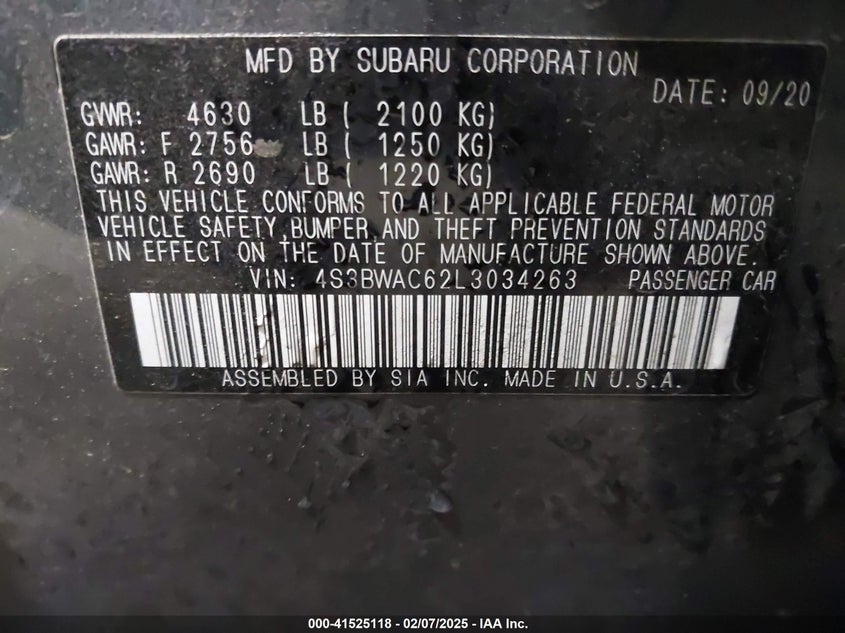 MFD BY SUBARU CORPORATION
DATE: 09/20
GVWR: 4630 LB ( 2100 KG)
GAWR: F 2756 LB ( 1250 KG)
GAWR: R 2690 LB ( 1220 KG)
THIS VEHICLE CONFORMS TO ALL APPLICABLE FEDERAL MOTOR
VEHICLE SAFETY, BUMPER AND THEFT PREVENTION STANDARDS
IN EFFECT ON THE DATE OF MANUFACTURE SHOWN ABOVE.
VIN: 4S3BWAC62L3034263 PASSENGER CAR
ASSEMBLED BY SIA INC. MADE IN U.S.A.
000-41525118 - 02/07/2025 - IAA Inc.